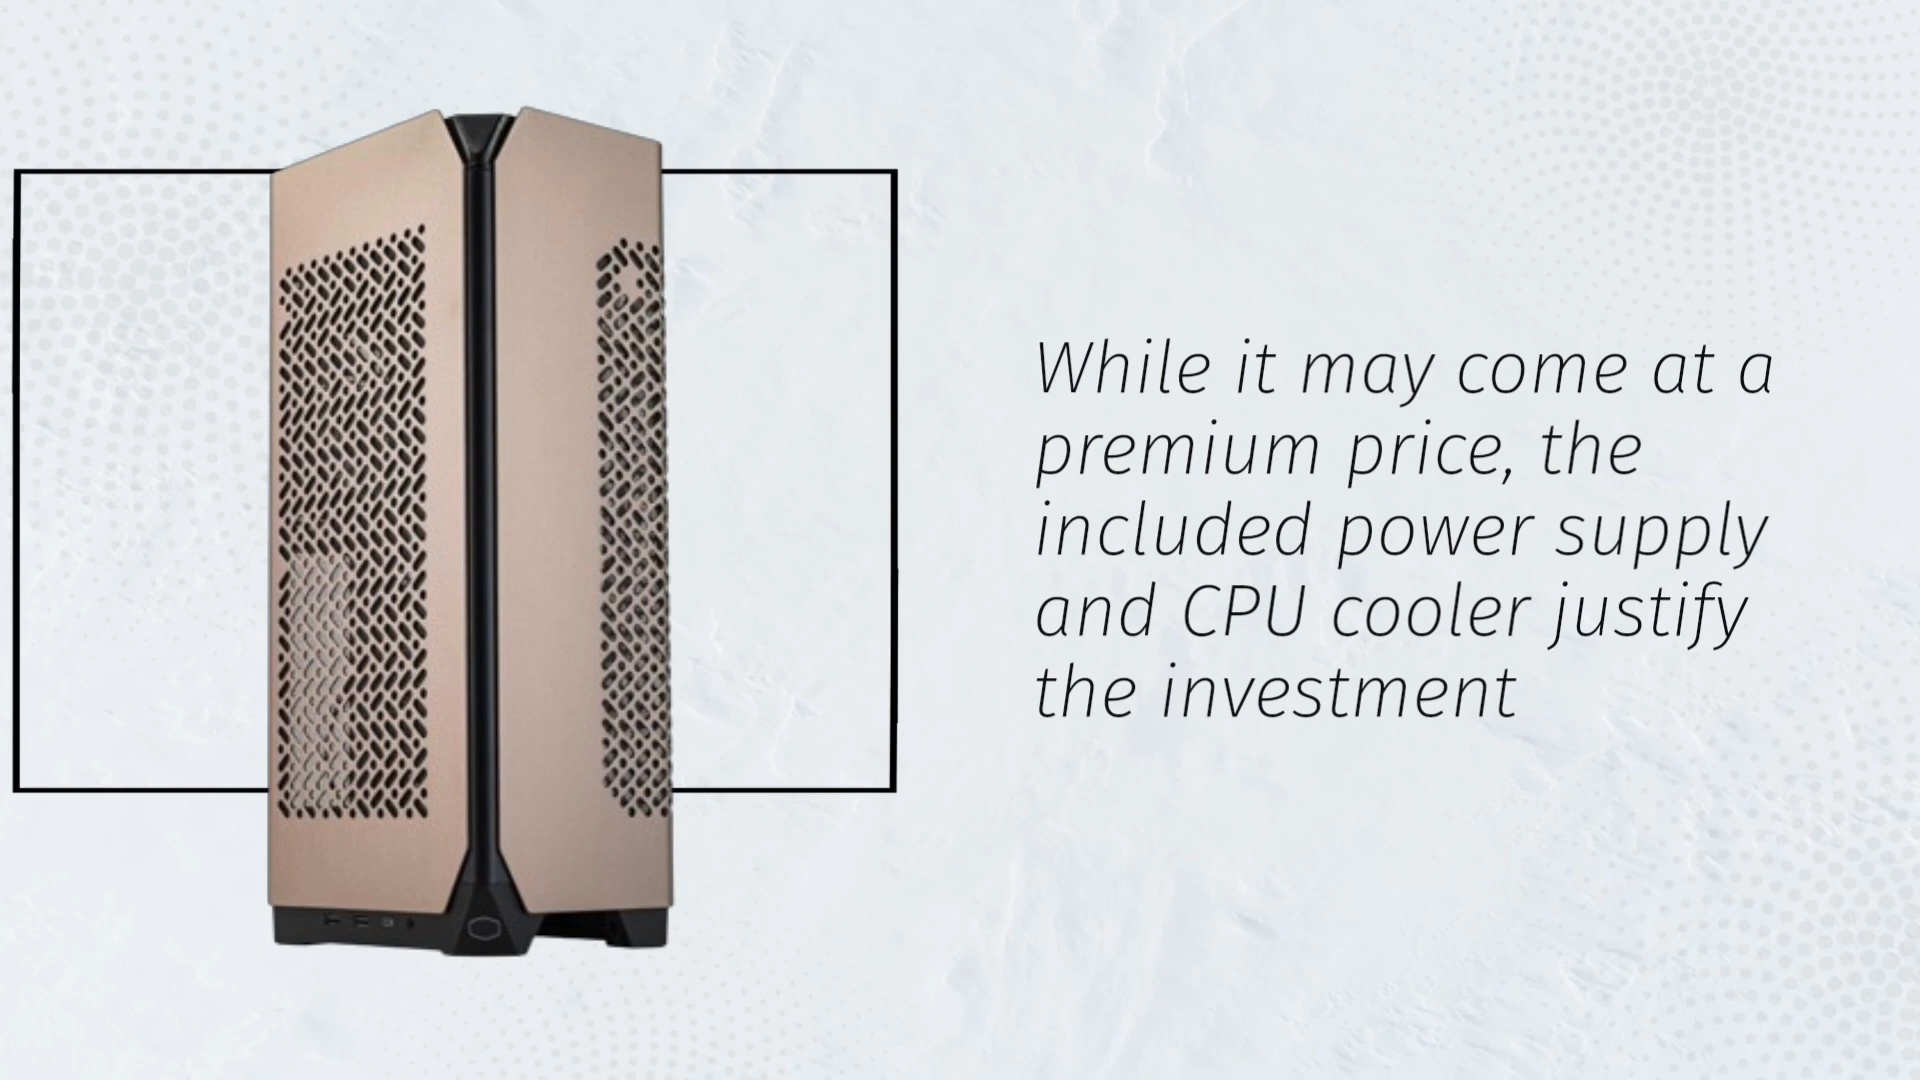 While it may come at a
premium price, the
included power supply
and CPU cooler justify
the investment